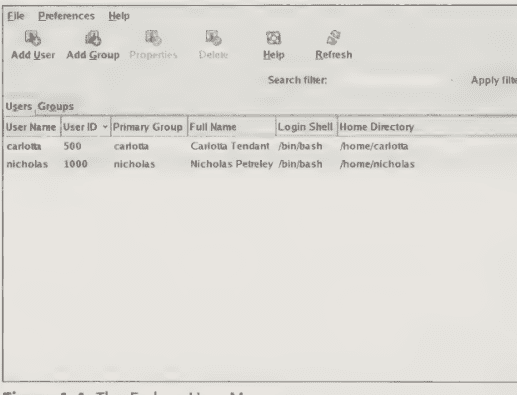 File Preferences Help
Add User Add Group Properties Delete Help Refresh
Search filter: Apply filte
Users Groups
User Name User ID Primary Group Full Name Login Shell Home Directory
carlotta 500 carlotta Carlotta Tendant /bin/bash /home/carlotta
nicholas 1000 nicholas Nicholas Petreley /bin/bash /home/nicholas